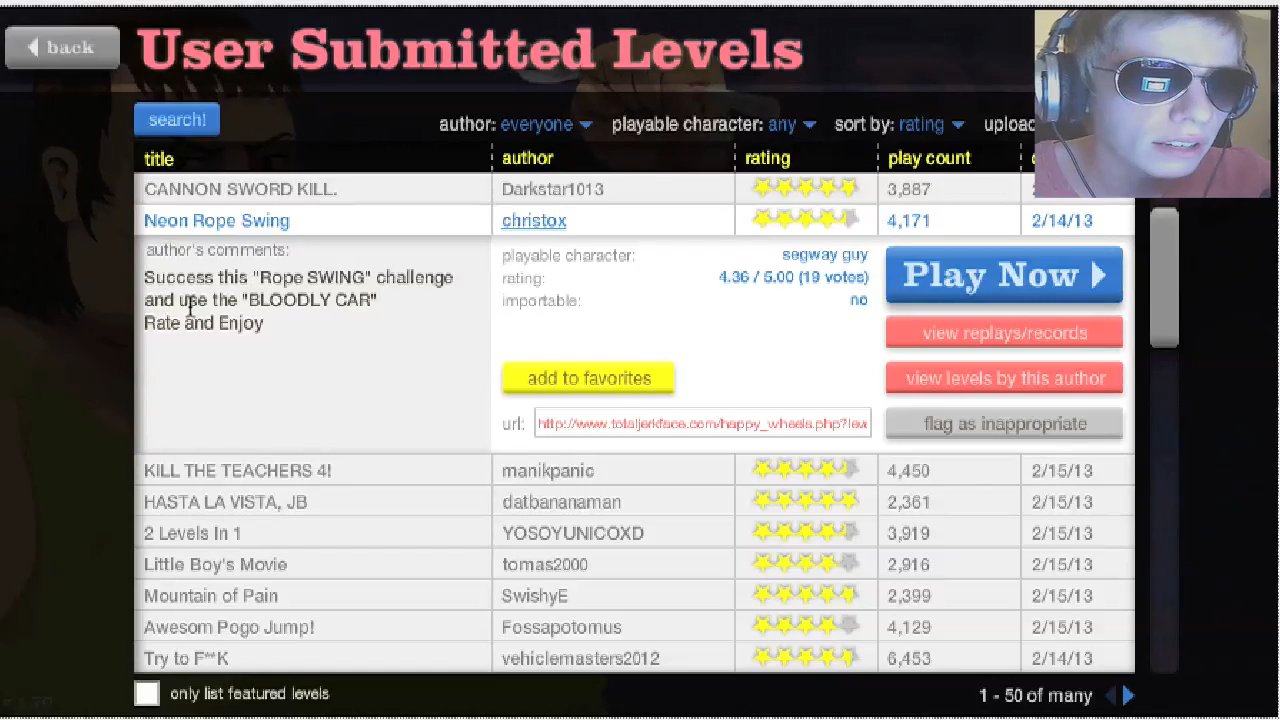 back
User Submitted Levels
search!
author: everyone playable character: any sort by: rating
title author rating play count
CANNON SWORD KILL. Darkstar1013 3,887
Neon Rope Swing christox 4,171 2/14/13
author's comments:
Success this "Rope SWING" challenge
and use the "BLOODLY CAR"
Rate and Enjoy
playable character: segway guy
rating: 4.36 / 5.00 (19 votes)
importable: no
add to favorites
url: http://www.totaljerkface.com/happy_wheels.php?lev
Play Now
view replays/records
view levels by this author
flag as inappropriate
KILL THE TEACHERS 4! manikpanic 4,450 2/15/13
HASTA LA VISTA, JB datbananaman 2,361 2/15/13
2 Levels In 1 YOSOYUNICOXD 3,919 2/15/13
Little Boy's Movie tomas2000 2,916 2/15/13
Mountain of Pain SwishyE 2,399 2/15/13
Awesom Pogo Jump! Fossapotomus 4,129 2/15/13
Try to F**K vehiclemasters2012 6,453 2/14/13
only list featured levels
1 - 50 of many